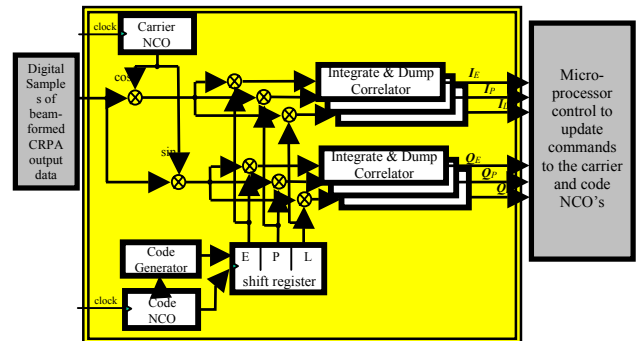 clock
Carrier
NCO
Digital
Sample
s of
beam-
formed
CRPA
output
data
cos
sin
Integrate & Dump
Correlator
I E
I P
I L
Integrate & Dump
Correlator
Q E
Q P
Q
Micro-
processor
control to
update
commands
to the carrier
and code
NCO's
Code
Generator
E P L
shift register
clock
Code
NCO